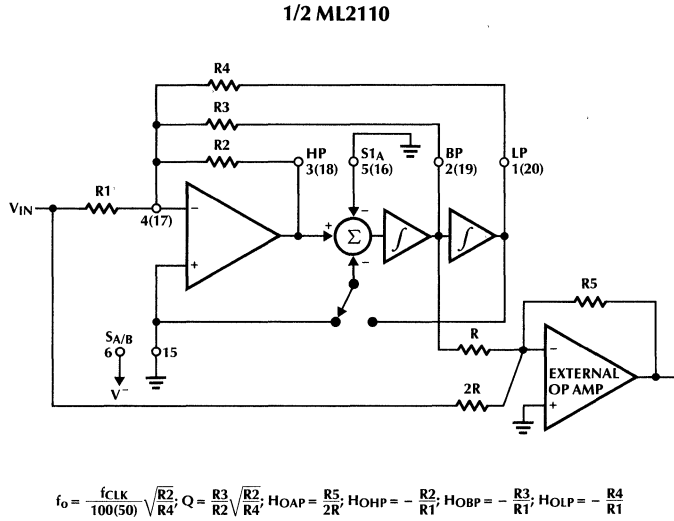 1/2 ML2110
R4
R3
R2
HP
3(18)
S1A
5(16)
BP
2(19)
LP
1(20)
R1
VIN
4(17)
−
+
+
Σ
−
−
∫
∫
R5
SA/B
6
15
V−
R
2R
−
EXTERNAL
OP AMP
+
fo = fCLK/100(50) √R2/R4; Q = R3/R2 √R2/R4; HOAP = R5/2R; HOHP = − R2/R1; HOBP = − R3/R1; HOLP = − R4/R1